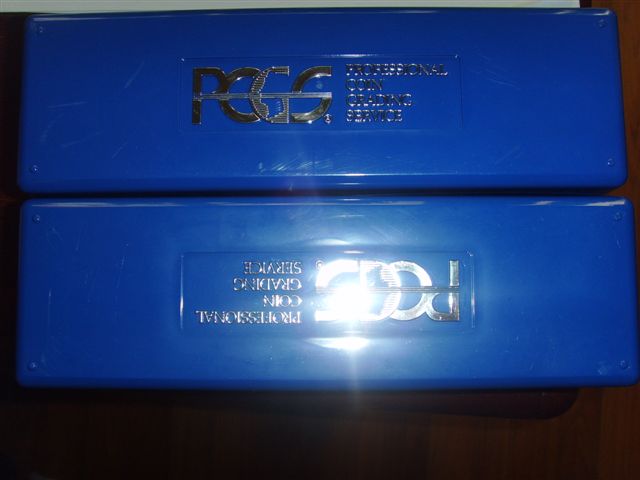 PCGS®
PROFESSIONAL
COIN
GRADING
SERVICE
PCGS®
PROFESSIONAL
COIN
GRADING
SERVICE